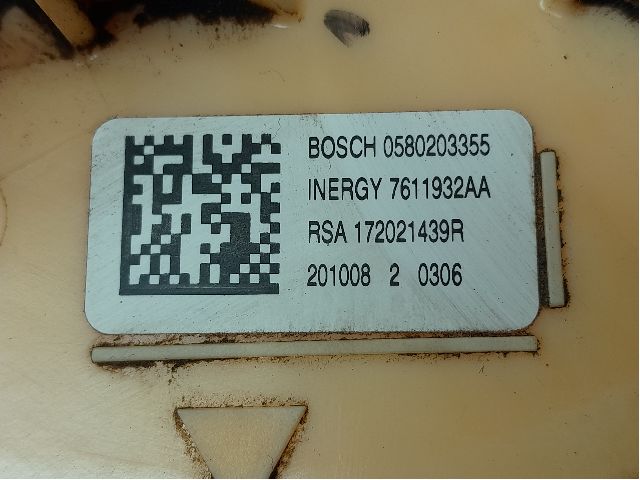 BOSCH 0580203355
INERGY 7611932AA
RSA 172021439R
201008 2 0306